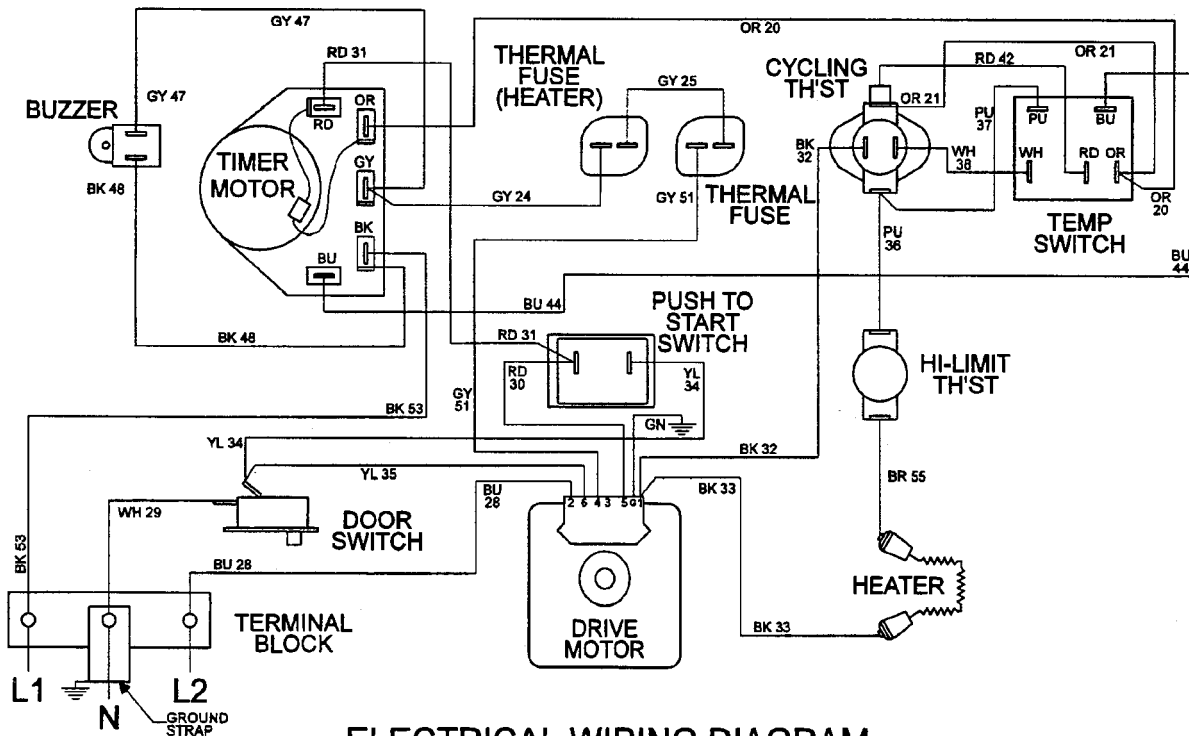 GY 47
OR 20
RD 31
THERMAL
FUSE
(HEATER)
CYCLING
TH'ST
OR 21
RD 42
GY 25
BUZZER
GY 47
OR
RD
OR 21
PU
37
PU
BU
TIMER
MOTOR
GY
BK
32
WH
38
WH
RD OR
BK 48
GY 24
GY 51
THERMAL
FUSE
OR
20
TEMP
SWITCH
BK
PU
36
BU
BU
44
BU 44
PUSH TO
START
SWITCH
BK 48
RD 31
RD
30
YL
34
HI-LIMIT
TH'ST
GY
51
BK 53
GN
YL 34
BK 32
YL 35
BU
28
BK 33
BR 55
2 6 4 3 5 G 1
WH 29
DOOR
SWITCH
BK 53
BU 28
HEATER
TERMINAL
BLOCK
DRIVE
MOTOR
BK 33
L1
N
L2
GROUND
STRAP
ELECTRICAL WIRING DIAGRAM